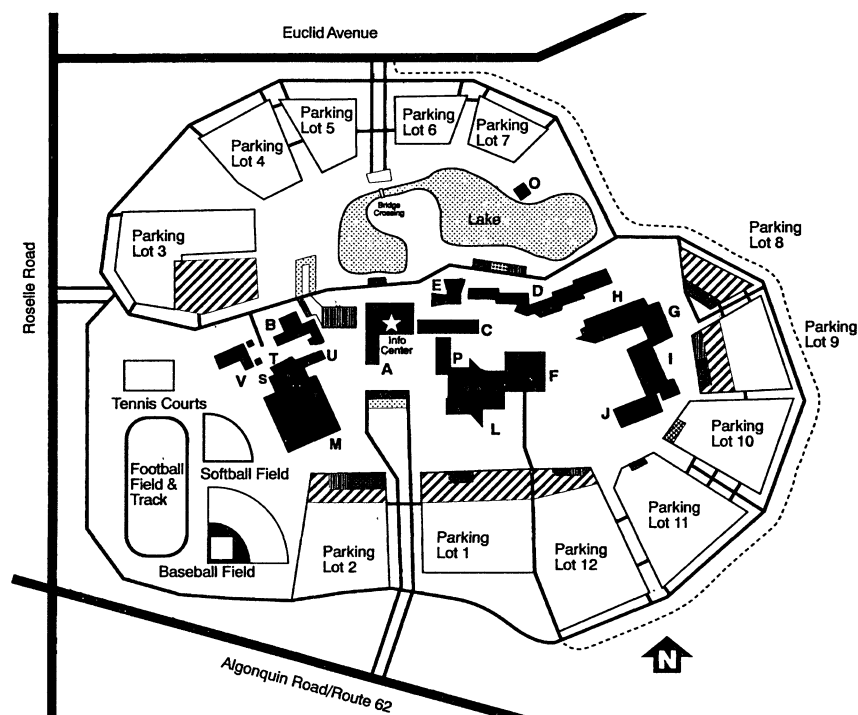 Euclid Avenue
Roselle Road
Parking
Lot 5
Parking
Lot 6
Parking
Lot 7
Parking
Lot 4
O
Bridge
Crossing
Lake
Parking
Lot 3
Parking
Lot 8
E
D
H
G
B
Info
Center
C
Parking
Lot 9
U
T
V
S
A
P
F
I
Tennis Courts
J
L
M
Parking
Lot 10
Football
Field &
Track
Softball Field
Parking
Lot 11
Parking
Lot 2
Parking
Lot 1
Parking
Lot 12
Baseball Field
N
Algonquin Road/Route 62